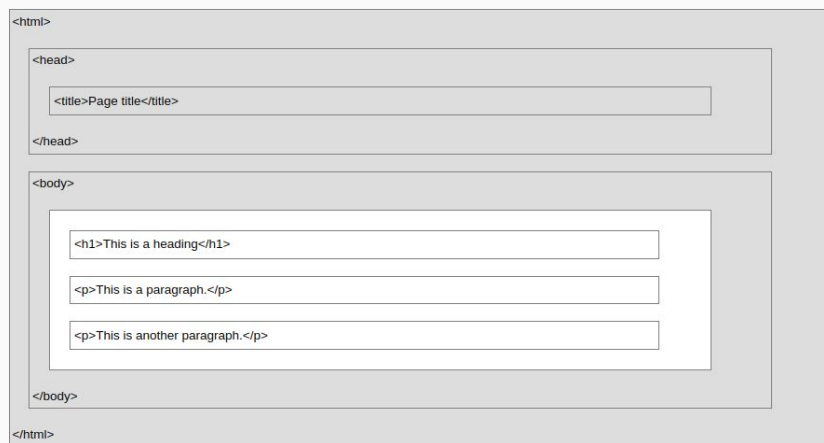 <html>
<head>
<title>Page title</title>
</head>
<body>
<h1>This is a heading</h1>
<p>This is a paragraph.</p>
<p>This is another paragraph.</p>
</body>
</html>